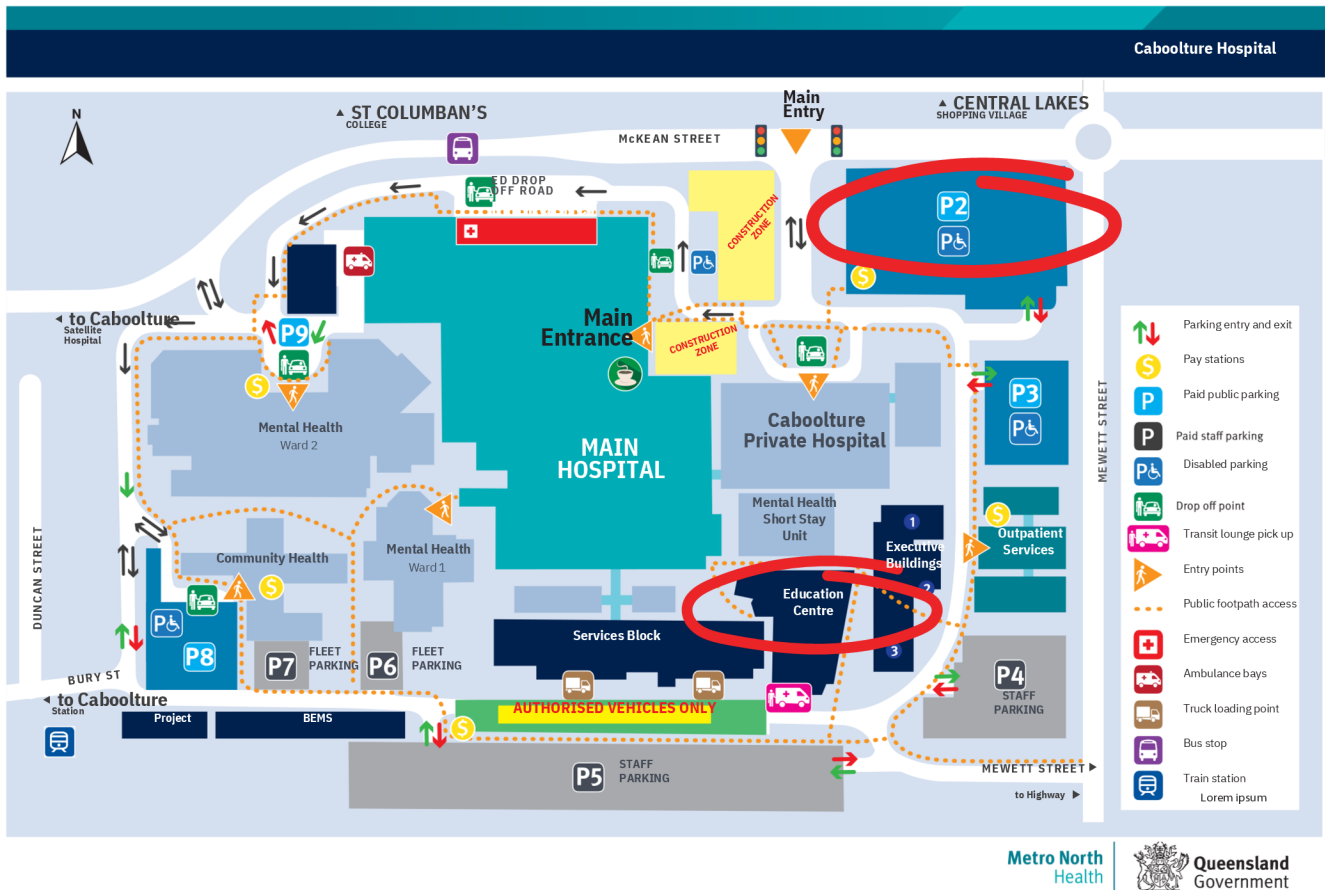 Caboolture Hospital
N
ST COLUMBAN'S
COLLEGE
Main
Entry
CENTRAL LAKES
SHOPPING VILLAGE
McKEAN STREET
ED DROP
OFF ROAD
CONSTRUCTION
ZONE
P2
P
P
$
to Caboolture
Satellite
Hospital
P9
Main
Entrance
CONSTRUCTION
ZONE
$
Mental Health
Ward 2
MAIN
HOSPITAL
Caboolture
Private Hospital
P3
P
MEWETT STREET
Parking entry and exit
$
Pay stations
P
Paid public parking
P
Paid staff parking
P
Disabled parking
Drop off point
Transit lounge pick up
Entry points
Public footpath access
Emergency access
Ambulance bays
Truck loading point
Bus stop
Train station
Lorem ipsum
Mental Health
Short Stay
Unit
1
Executive
Buildings
2
3
$
Outpatient
Services
DUNCAN STREET
Community Health
$
Mental Health
Ward 1
Education
Centre
P
P8
P7
FLEET
PARKING
P6
FLEET
PARKING
Services Block
P4
STAFF
PARKING
BURY ST
to Caboolture
Station
Project
BEMS
AUTHORISED VEHICLES ONLY
$
P5
STAFF
PARKING
MEWETT STREET
to Highway
Metro North
Health
Queensland
Government